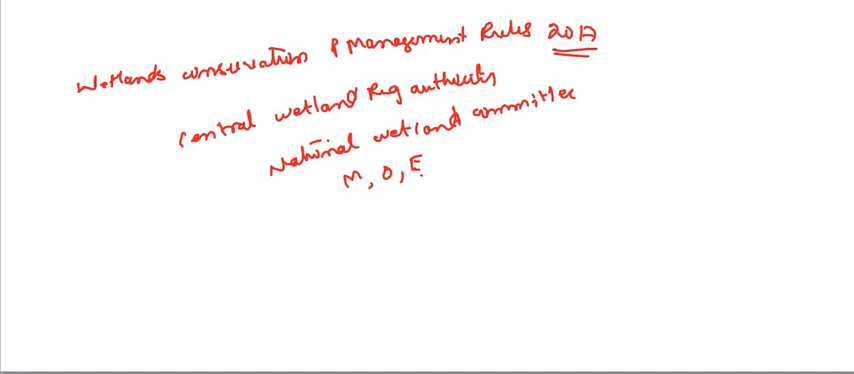 Wetlands conservation & Management Rules 2017
Central wetland Reg authority
National wetland committee
M, O, E.